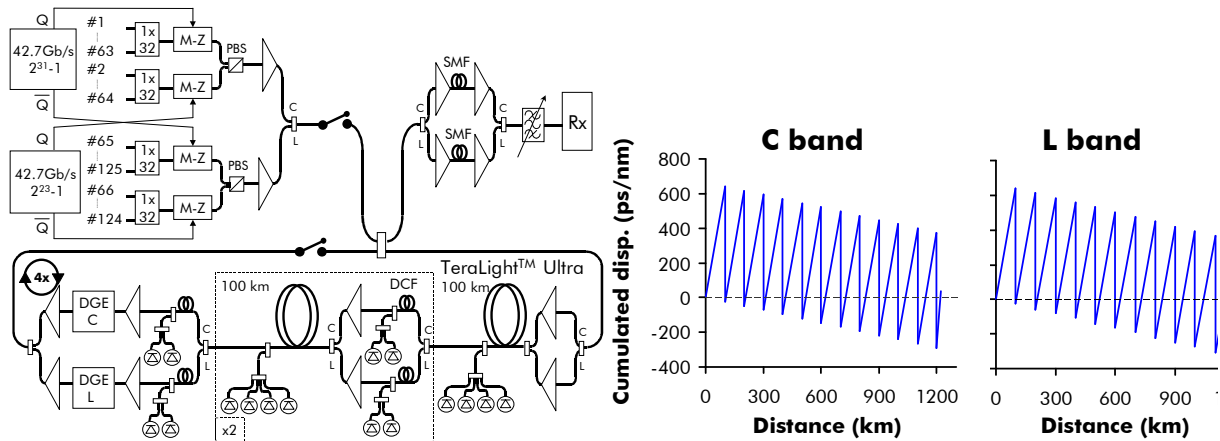 Q
42.7Gb/s
2³¹-1
Q̅
#1
#63
#2
#64
1x
32
1x
32
M-Z
M-Z
PBS
Q
42.7Gb/s
2²³-1
Q̅
#65
#125
#66
#124
1x
32
1x
32
M-Z
M-Z
PBS
C
L
SMF
C
L
SMF
C
L
Rx
4x
DGE
C
DGE
L
C
L
100 km
x2
C
L
DCF
C
L
TeraLight™ Ultra
100 km
C
L
C band
L band
Cumulated disp. (ps/nm)
800
600
400
200
0
-200
-400
0 300 600 900 1200
0 300 600 900
Distance (km)
Distance (km)